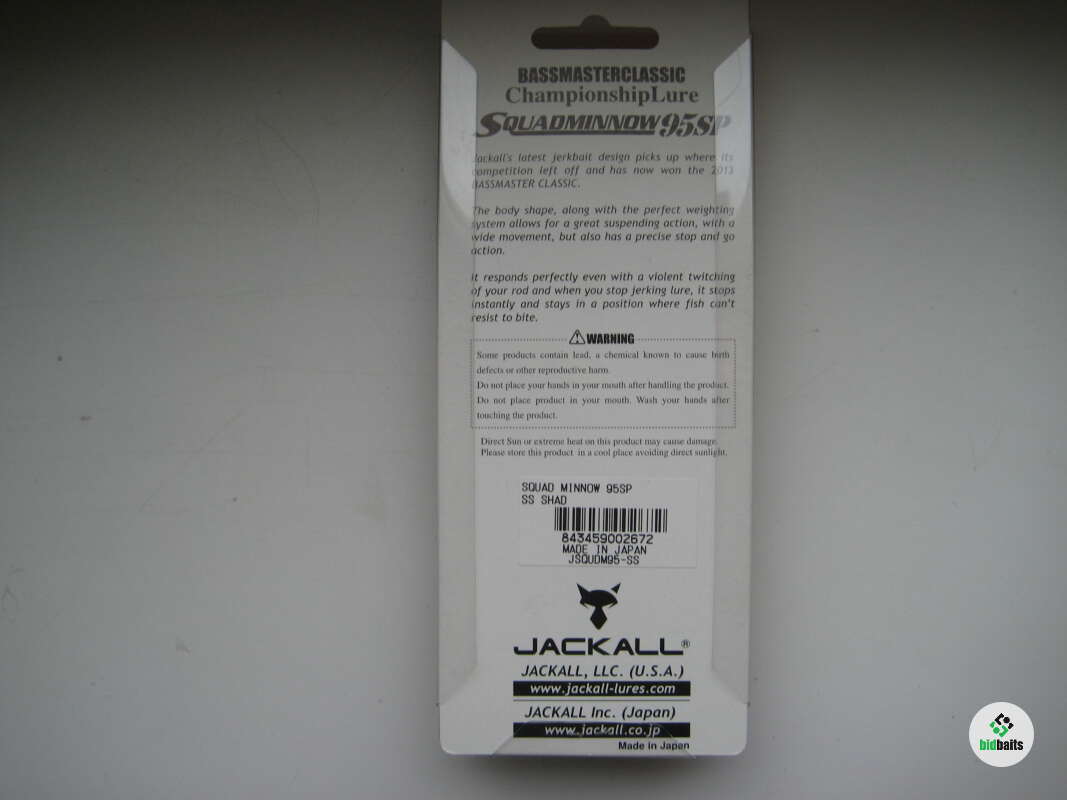 BASSMASTERCLASSIC
ChampionshipLure
SQUADMINNOW 95SP
Jackall's latest jerkbait design picks up where its
competition left off and has now won the 2013
BASSMASTER CLASSIC.
The body shape, along with the perfect weighting
system allows for a great suspending action, with a
wide movement, but also has a precise stop and go
action.
It responds perfectly even with a violent twitching
of your rod and when you stop jerking lure, it stops
instantly and stays in a position where fish can't
resist to bite.
WARNING
Some products contain lead, a chemical known to cause birth
defects or other reproductive harm.
Do not place your hands in your mouth after handling the product.
Do not place product in your mouth. Wash your hands after
touching the product.
Direct Sun or extreme heat on this product may cause damage.
Please store this product in a cool place avoiding direct sunlight.
SQUAD MINNOW 95SP
SS SHAD
843459002672
MADE IN JAPAN
JSQUDM95-SS
JACKALL®
JACKALL, LLC. (U.S.A.)
www.jackall-lures.com
JACKALL Inc. (Japan)
www.jackall.co.jp
Made in Japan
bidbaits